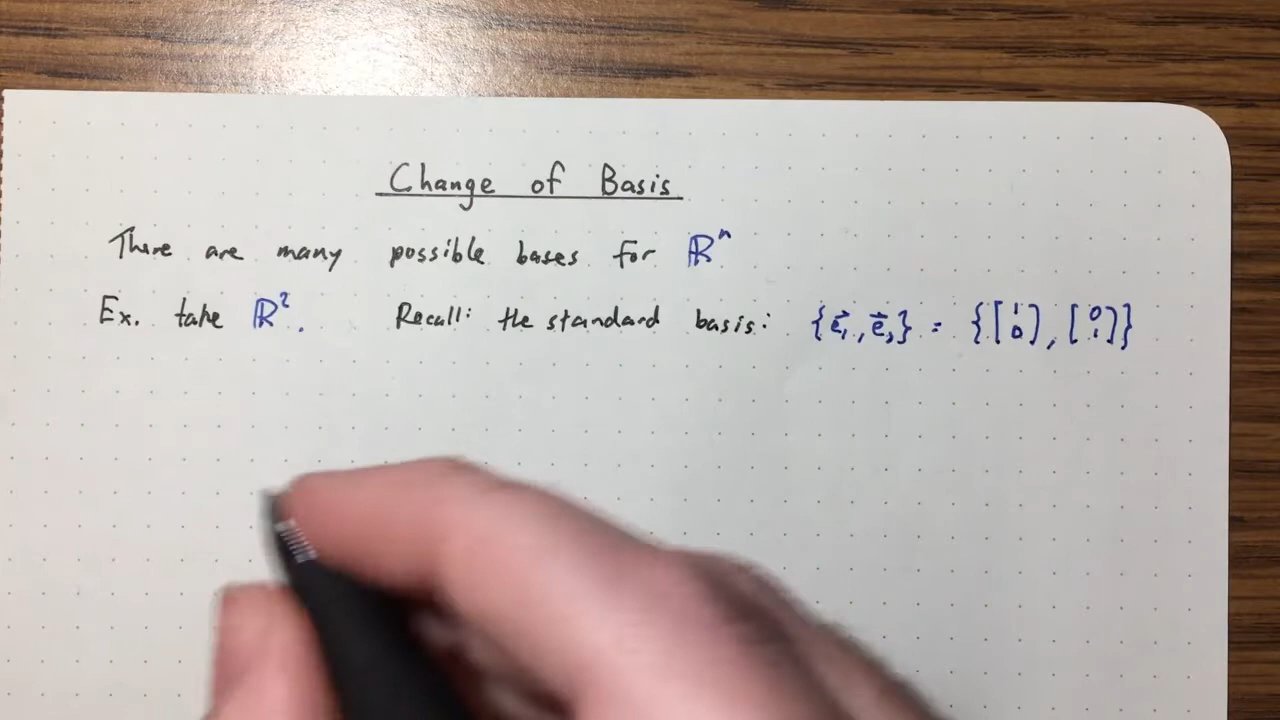 Change of Basis
There are many possible bases for ℝⁿ
Ex. take ℝ². Recall: the standard basis: {e⃗₁, e⃗₂} = {[1 0], [0 1]}